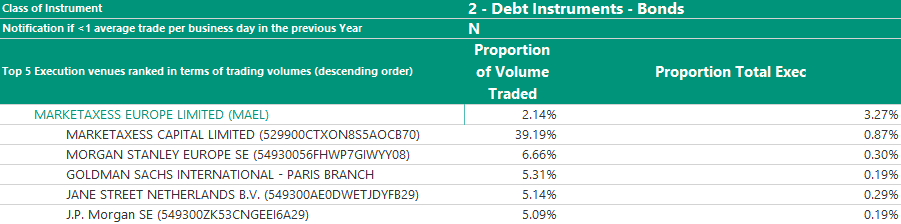 Class of Instrument 2 - Debt Instruments - Bonds
Notification if <1 average trade per business day in the previous Year N
Top 5 Execution venues ranked in terms of trading volumes (descending order) Proportion of Volume Traded Proportion Total Exec
MARKETAXESS EUROPE LIMITED (MAEL) 2.14% 3.27%
MARKETAXESS CAPITAL LIMITED (529900CTXON8S5AOCB70) 39.19% 0.87%
MORGAN STANLEY EUROPE SE (54930056FHWP7GIWYY08) 6.66% 0.30%
GOLDMAN SACHS INTERNATIONAL - PARIS BRANCH 5.31% 0.19%
JANE STREET NETHERLANDS B.V. (549300AE0DWETJDYFB29) 5.14% 0.29%
J.P. Morgan SE (549300ZK53CNGEEI6A29) 5.09% 0.19%